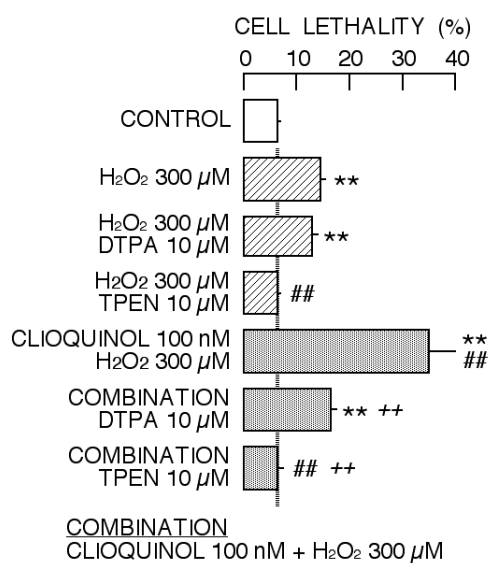 CELL LETHALITY (%)
0 10 20 30 40
CONTROL
H₂O₂ 300 µM
**
H₂O₂ 300 µM
DTPA 10 µM
**
H₂O₂ 300 µM
TPEN 10 µM
##
CLIOQUINOL 100 nM
H₂O₂ 300 µM
**
##
COMBINATION
DTPA 10 µM
** ++
COMBINATION
TPEN 10 µM
## ++
COMBINATION
CLIOQUINOL 100 nM + H₂O₂ 300 µM